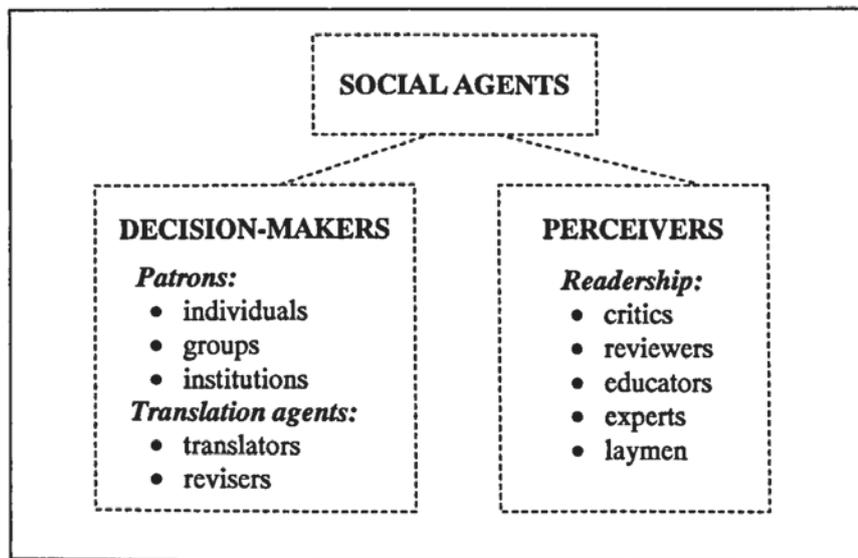 SOCIAL AGENTS
DECISION-MAKERS
Patrons:
• individuals
• groups
• institutions
Translation agents:
• translators
• revisers
PERCEIVERS
Readership:
• critics
• reviewers
• educators
• experts
• laymen